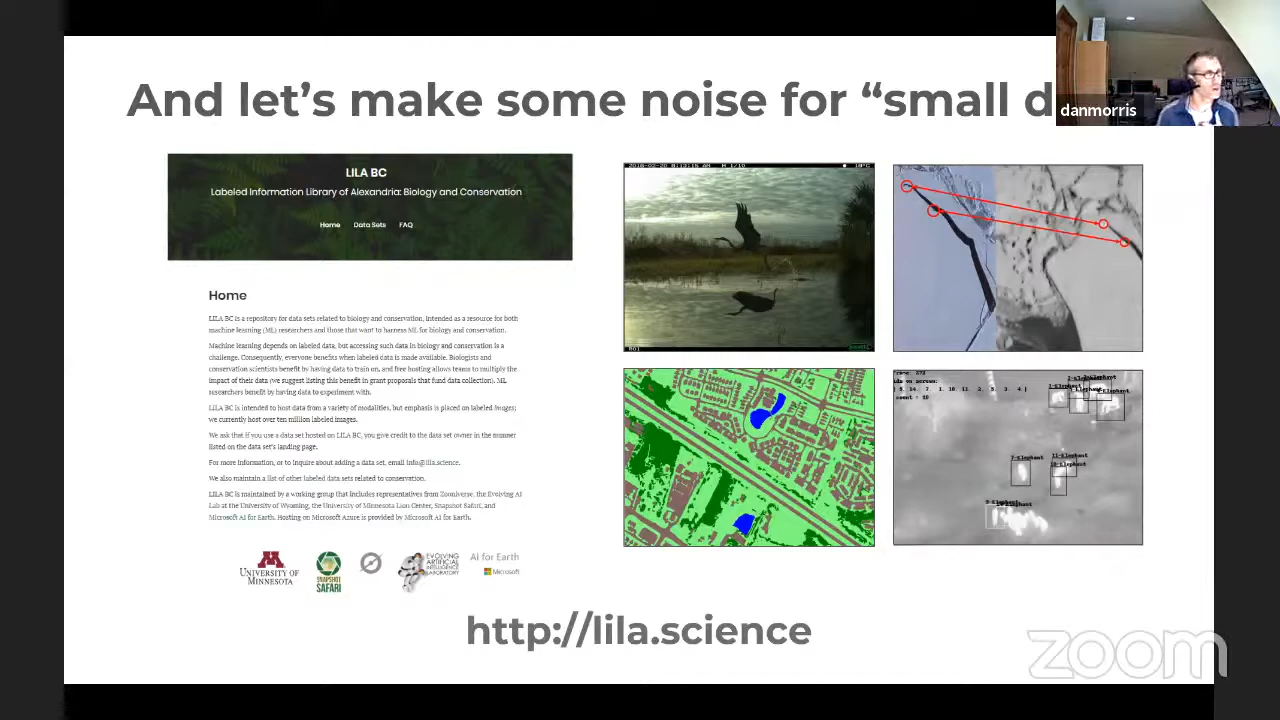 And let's make some noise for “small d
danmorris
LILA BC
Labeled Information Library of Alexandria: Biology and Conservation
Home Data Sets FAQ
Home
LILA BC is a repository for data sets related to biology and conservation, intended as a resource for both
machine learning (ML) researchers and those that want to harness ML for biology and conservation.
Machine learning depends on labeled data, but accessing such data in biology and conservation is a
challenge. Consequently, everyone benefits when labeled data is made available. Biologists and
conservation scientists benefit by having data to train on, and free hosting allows teams to multiply the
impact of their data (we suggest listing this benefit in grant proposals that fund data collection). ML
researchers benefit by having data to experiment with.
LILA BC is intended to host data from a variety of modalities, but emphasis is placed on labeled images;
we currently host over ten million labeled images.
We ask that if you use a data set hosted on LILA BC, you give credit to the data set owner in the manner
listed on the data set's landing page.
For more information, or to inquire about adding a data set, email info@lila.science.
We also maintain a list of other labeled data sets related to conservation.
LILA BC is maintained by a working group that includes representatives from Zooniverse, the Evolving AI
Lab at the University of Wyoming, the University of Minnesota Lion Center, Snapshot Safari, and
Microsoft AI for Earth. Hosting on Microsoft Azure is provided by Microsoft AI for Earth.
UNIVERSITY OF
MINNESOTA
SNAPSHOT
SAFARI
EVOLVING
ARTIFICIAL
INTELLIGENCE
LABORATORY
AI for Earth
Microsoft
count = 10
7-Elephant
11-Elephant
10-Elephant
http://lila.science
zoom